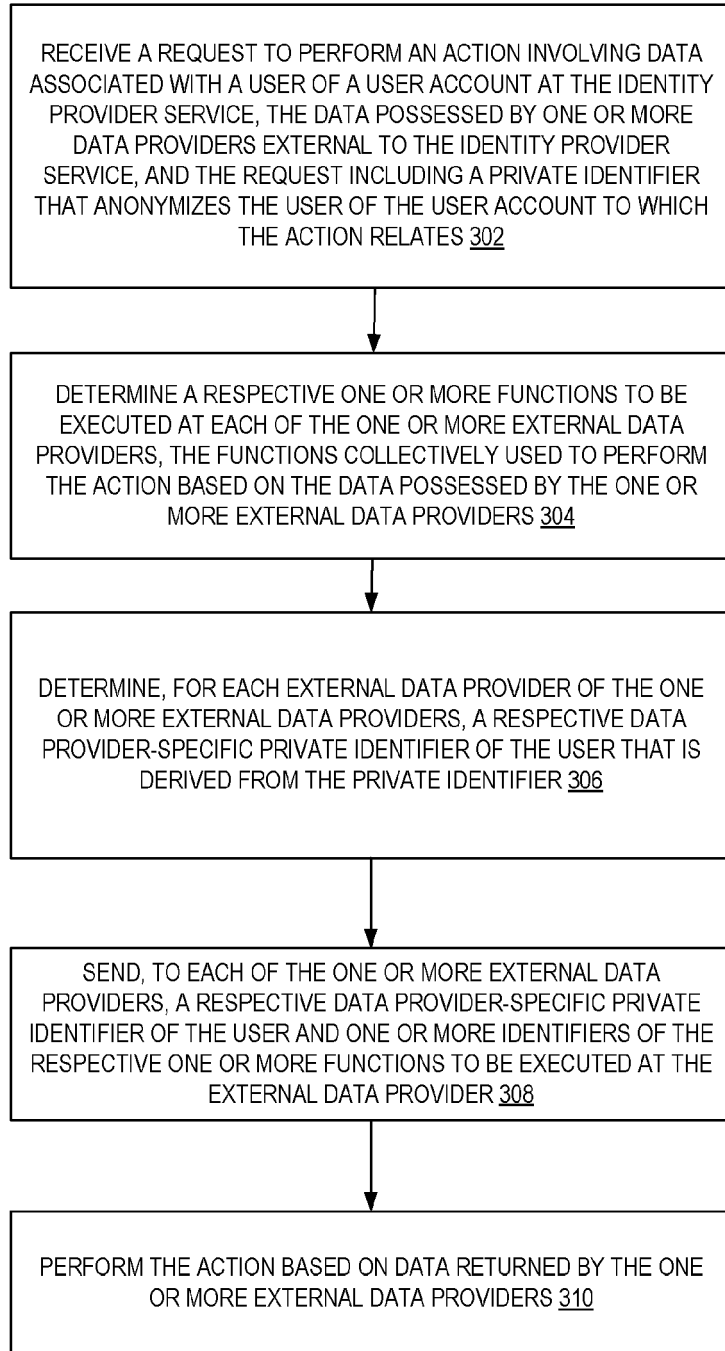 RECEIVE A REQUEST TO PERFORM AN ACTION INVOLVING DATA
ASSOCIATED WITH A USER OF A USER ACCOUNT AT THE IDENTITY
PROVIDER SERVICE, THE DATA POSSESSED BY ONE OR MORE
DATA PROVIDERS EXTERNAL TO THE IDENTITY PROVIDER
SERVICE, AND THE REQUEST INCLUDING A PRIVATE IDENTIFIER
THAT ANONYMIZES THE USER OF THE USER ACCOUNT TO WHICH
THE ACTION RELATES 302
DETERMINE A RESPECTIVE ONE OR MORE FUNCTIONS TO BE
EXECUTED AT EACH OF THE ONE OR MORE EXTERNAL DATA
PROVIDERS, THE FUNCTIONS COLLECTIVELY USED TO PERFORM
THE ACTION BASED ON THE DATA POSSESSED BY THE ONE OR
MORE EXTERNAL DATA PROVIDERS 304
DETERMINE, FOR EACH EXTERNAL DATA PROVIDER OF THE ONE
OR MORE EXTERNAL DATA PROVIDERS, A RESPECTIVE DATA
PROVIDER-SPECIFIC PRIVATE IDENTIFIER OF THE USER THAT IS
DERIVED FROM THE PRIVATE IDENTIFIER 306
SEND, TO EACH OF THE ONE OR MORE EXTERNAL DATA
PROVIDERS, A RESPECTIVE DATA PROVIDER-SPECIFIC PRIVATE
IDENTIFIER OF THE USER AND ONE OR MORE IDENTIFIERS OF THE
RESPECTIVE ONE OR MORE FUNCTIONS TO BE EXECUTED AT THE
EXTERNAL DATA PROVIDER 308
PERFORM THE ACTION BASED ON DATA RETURNED BY THE ONE
OR MORE EXTERNAL DATA PROVIDERS 310